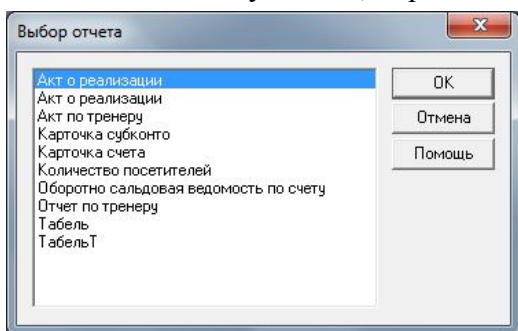 Выбор отчета
Акт о реализации
Акт о реализации
Акт по тренеру
Карточка субконто
Карточка счета
Количество посетителей
Оборотно сальдовая ведомость по счету
Отчет по тренеру
Табель
ТабельТ
OK
Отмена
Помощь